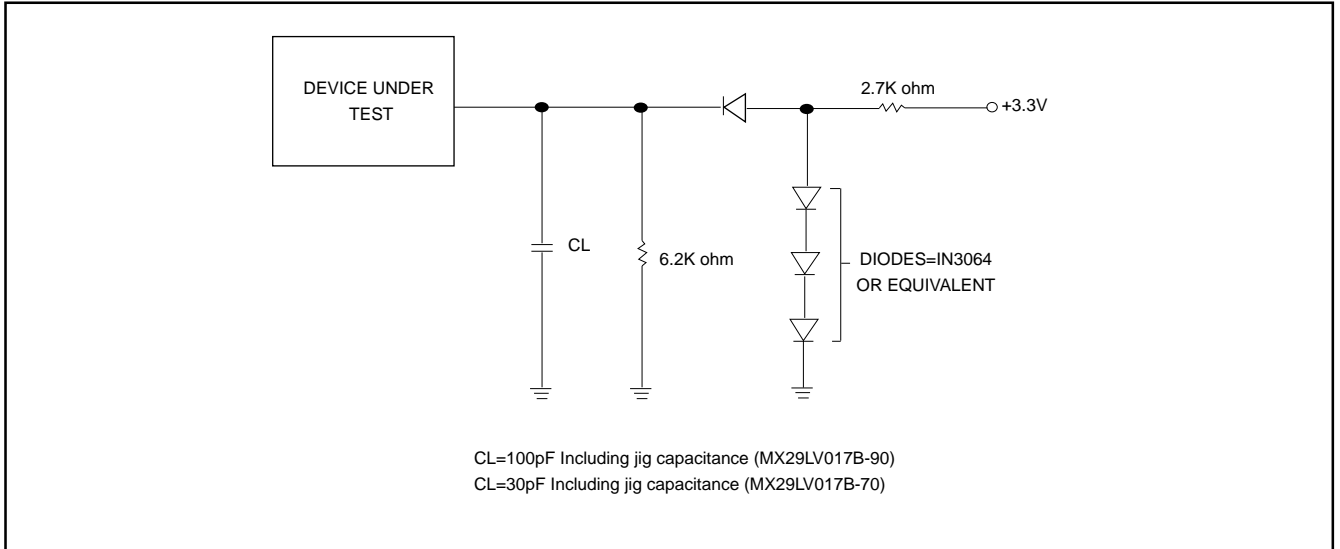 DEVICE UNDER
TEST
2.7K ohm
+3.3V
CL
6.2K ohm
DIODES=IN3064
OR EQUIVALENT
CL=100pF Including jig capacitance (MX29LV017B-90)
CL=30pF Including jig capacitance (MX29LV017B-70)